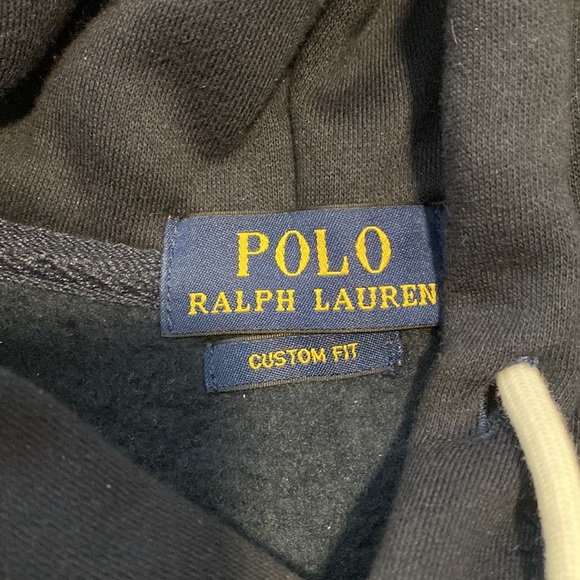 POLO
RALPH LAUREN
CUSTOM FIT